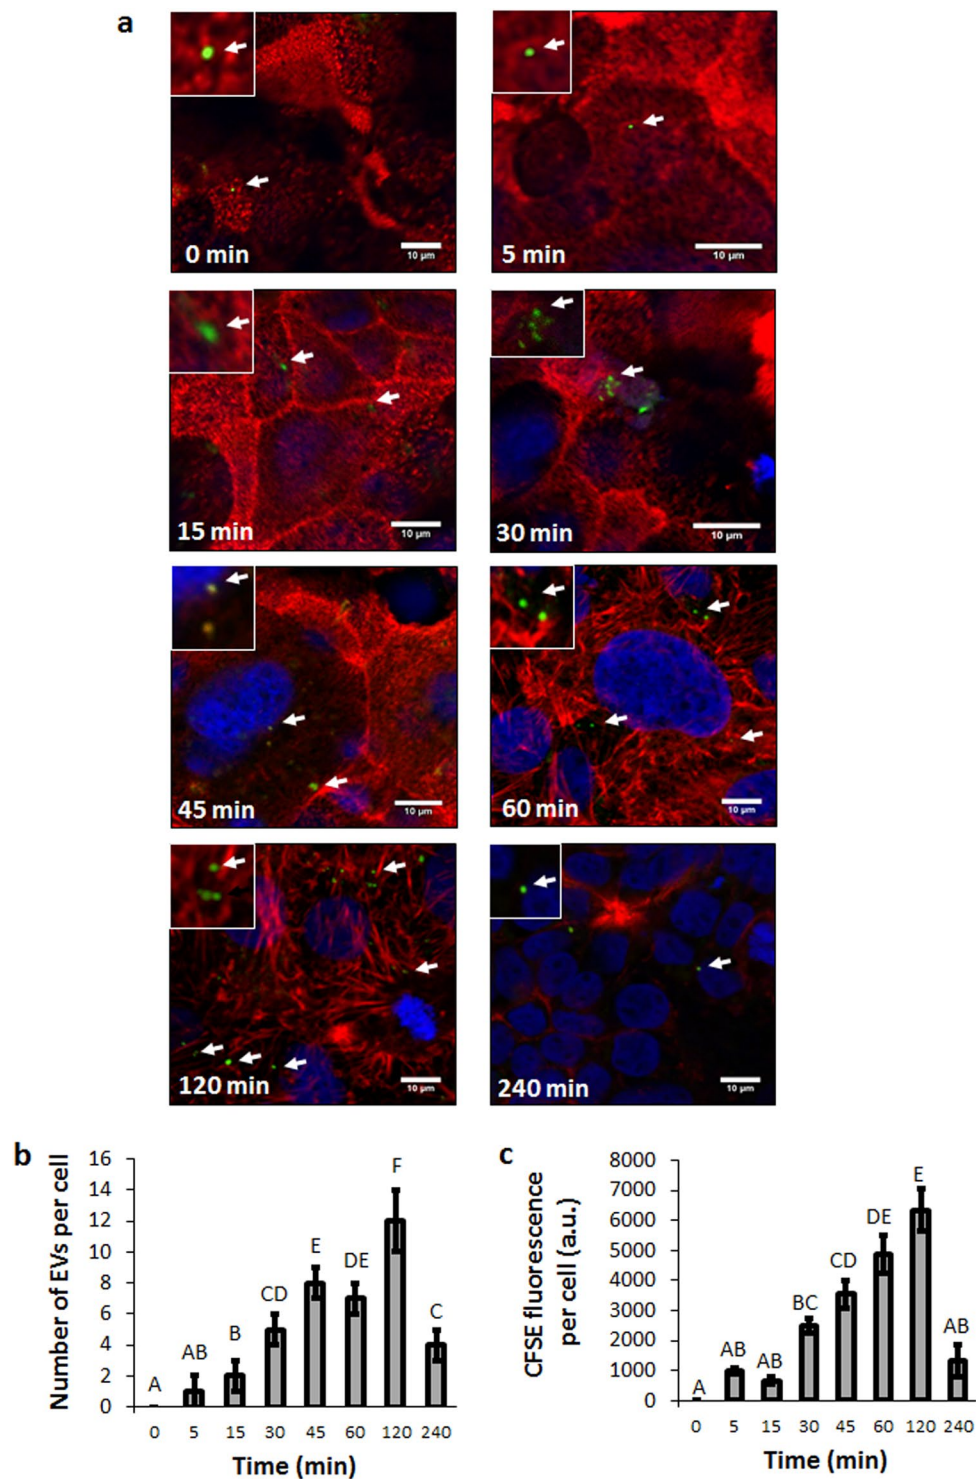 a
0 min
10 µm
5 min
10 µm
15 min
10 µm
30 min
10 µm
45 min
10 µm
60 min
10 µm
120 min
10 µm
240 min
10 µm
b
Number of EVs per cell
16
14
12
10
8
6
4
2
0
A
AB
B
CD
E
DE
F
C
0 5 15 30 45 60 120 240
Time (min)
c
CFSE fluorescence
per cell (a.u.)
8000
7000
6000
5000
4000
3000
2000
1000
0
A
AB
AB
BC
CD
DE
E
AB
0 5 15 30 45 60 120 240
Time (min)